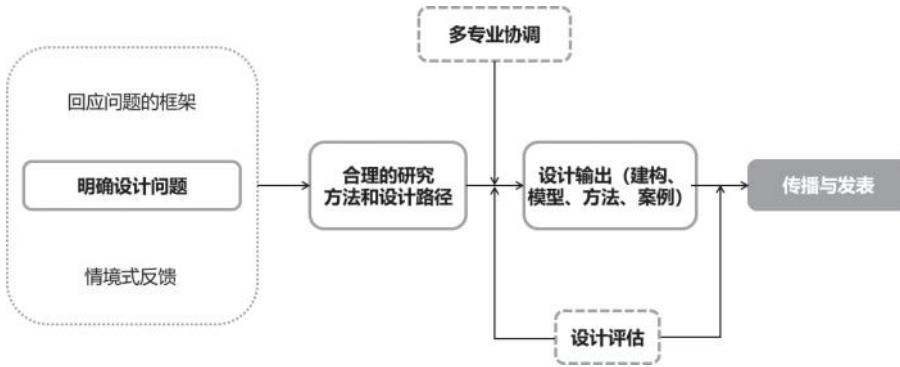 多专业协调
回应问题的框架
明确设计问题
情境式反馈
合理的研究
方法和设计路径
设计输出（建构、
模型、方法、案例）
传播与发表
设计评估